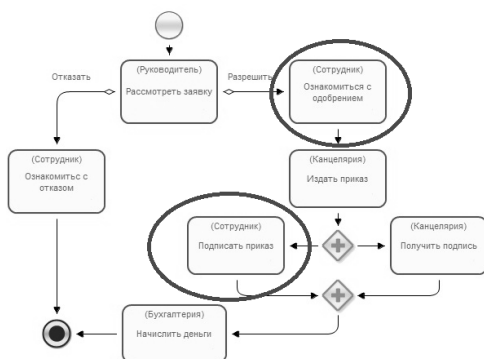 (Руководитель)
Рассмотреть заявку
Отказать
Разрешить
(Сотрудник)
Ознакомиться с
одобрением
(Сотрудник)
Ознакомитьс с
отказом
(Канцелярия)
Издать приказ
(Сотрудник)
Подписать приказ
(Канцелярия)
Получить подпись
(Бухгалтерия)
Начислить деньги